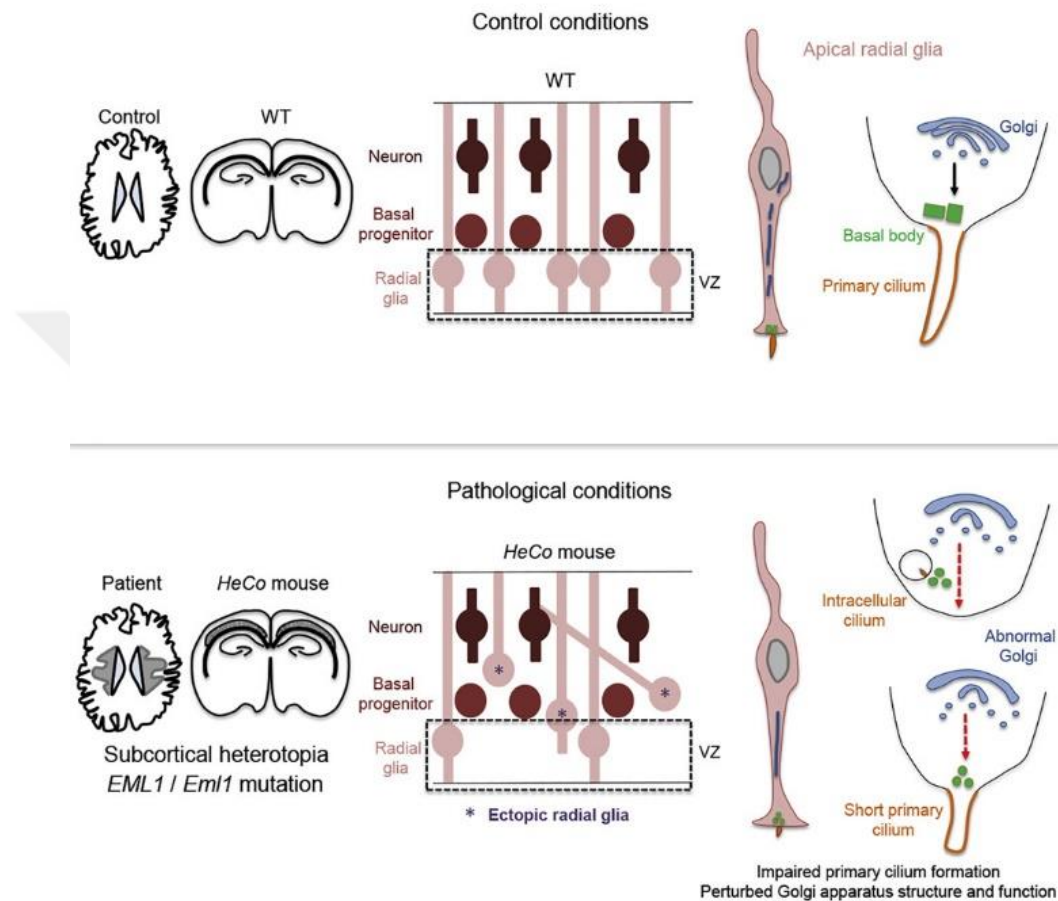 Control conditions
Control
WT
WT
Neuron
Basal
progenitor
Radial
glia
VZ
Apical radial glia
Golgi
Basal body
Primary cilium
Pathological conditions
Patient
HeCo mouse
HeCo mouse
Neuron
Basal
progenitor
Radial
glia
VZ
Subcortical heterotopia
EML1 / Eml1 mutation
* Ectopic radial glia
*
*
*
Intracellular
cilium
Abnormal
Golgi
Short primary
cilium
Impaired primary cilium formation
Perturbed Golgi apparatus structure and function